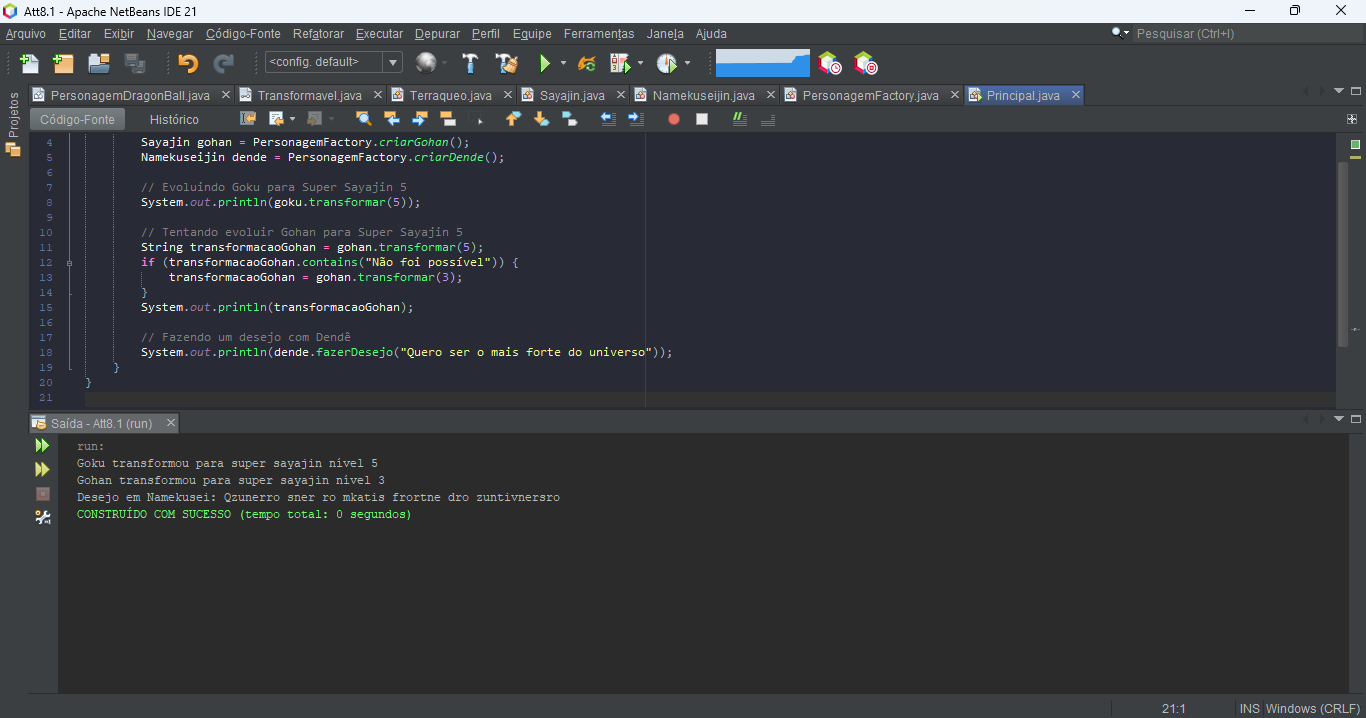 Att8.1 - Apache NetBeans IDE 21
Arquivo Editar Exibir Navegar Código-Fonte Refatorar Executar Depurar Perfil Equipe Ferramentas Janela Ajuda
Pesquisar (Ctrl+I)
<config. default>
PersonagemDragonBall.java Transformavel.java Terraqueo.java Sayajin.java Namekuseijin.java PersonagemFactory.java Principal.java
Projetos
Código-Fonte Histórico
4 Sayajin gohan = PersonagemFactory.criarGohan();
5 Namekuseijin dende = PersonagemFactory.criarDende();
6
7 // Evoluindo Goku para Super Sayajin 5
8 System.out.println(goku.transformar(5));
9
10 // Tentando evoluir Gohan para Super Sayajin 5
11 String transformacaoGohan = gohan.transformar(5);
12 if (transformacaoGohan.contains("Não foi possível")) {
13 transformacaoGohan = gohan.transformar(3);
14 }
15 System.out.println(transformacaoGohan);
16
17 // Fazendo um desejo com Dendê
18 System.out.println(dende.fazerDesejo("Quero ser o mais forte do universo"));
19 }
20 }
21
Saída - Att8.1 (run)
run:
Goku transformou para super sayajin nível 5
Gohan transformou para super sayajin nível 3
Desejo em Namekusei: Qzunerro sner ro mkatis frortne dro zuntivnersro
CONSTRUÍDO COM SUCESSO (tempo total: 0 segundos)
21:1 INS Windows (CRLF)